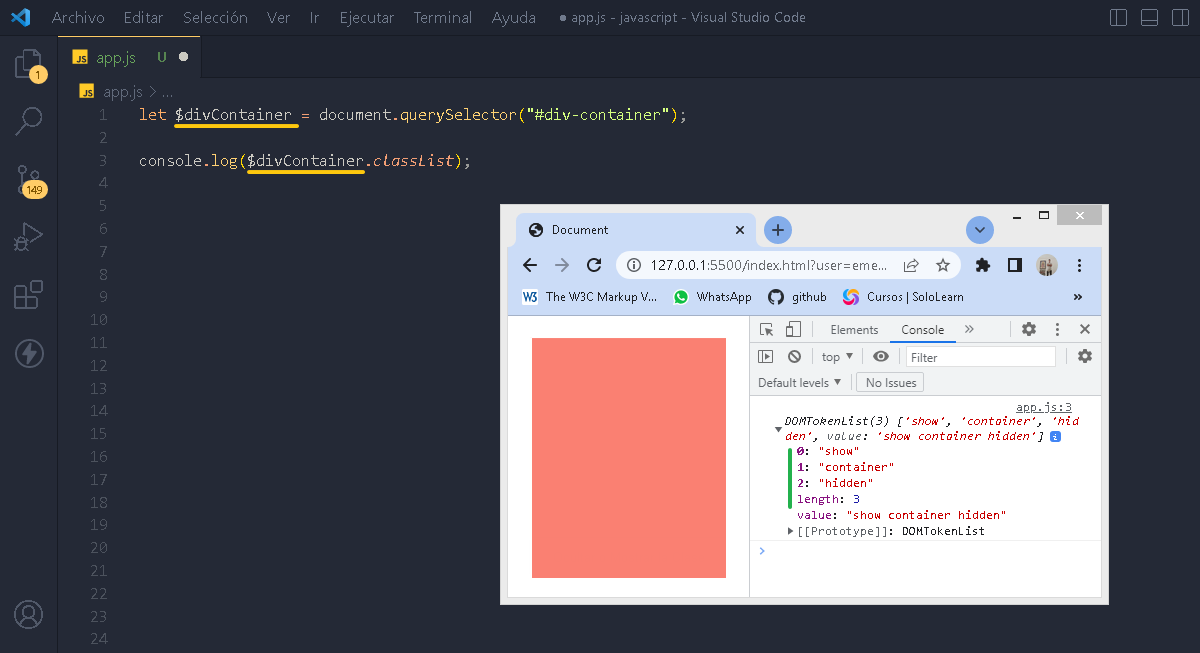 Archivo Editar Selección Ver Ir Ejecutar Terminal Ayuda ● app.js - javascript - Visual Studio Code
JS app.js U ●
JS app.js > ...
1
149
1 let $divContainer = document.querySelector("#div-container");
2
3 console.log($divContainer.classList);
4
5
6
7
8
9
10
11
12
13
14
15
16
17
18
19
20
21
22
23
24
Document
127.0.0.1:5500/index.html?user=eme...
W3 The W3C Markup V... WhatsApp github Cursos | SoloLearn »
Elements Console »
top ▼ Filter
Default levels ▼ No Issues
app.js:3
DOMTokenList(3) ['show', 'container', 'hid
den', value: 'show container hidden'] i
0: "show"
1: "container"
2: "hidden"
length: 3
value: "show container hidden"
[[Prototype]]: DOMTokenList
>